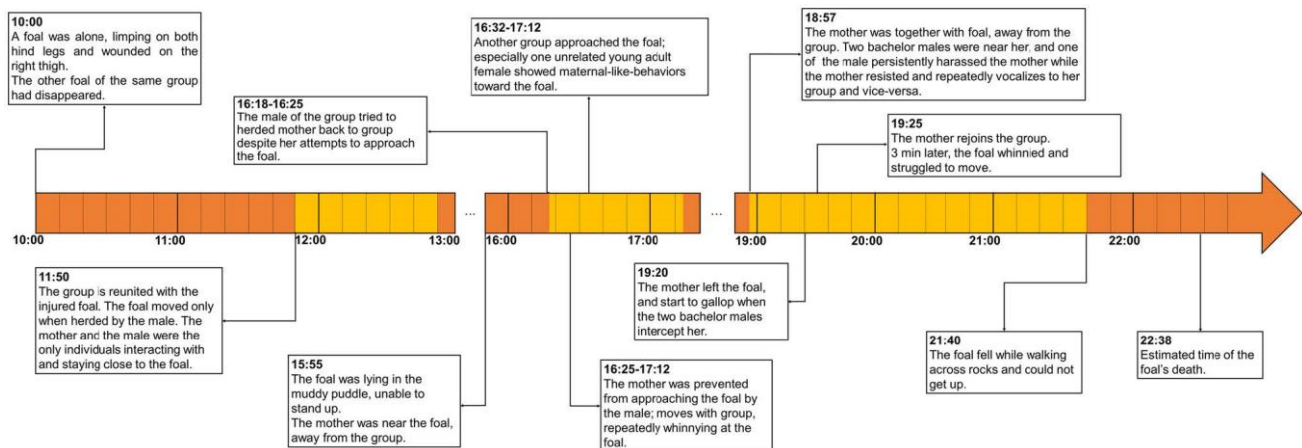 10:00
A foal was alone, limping on both
hind legs and wounded on the
right thigh.
The other foal of the same group
had disappeared.
16:18-16:25
The male of the group tried to
herded mother back to group
despite her attempts to approach
the foal.
16:32-17:12
Another group approached the foal;
especially one unrelated young adult
female showed maternal-like-behaviors
toward the foal.
18:57
The mother was together with foal, away from the
group. Two bachelor males were near her, and one
of the male persistently harassed the mother while
the mother resisted and repeatedly vocalizes to her
group and vice-versa.
19:25
The mother rejoins the group.
3 min later, the foal whinnied and
struggled to move.
... ...
10:00 11:00 12:00 13:00 16:00 17:00 19:00 20:00 21:00 22:00
11:50
The group is reunited with the
injured foal. The foal moved only
when herded by the male. The
mother and the male were the
only individuals interacting with
and staying close to the foal.
15:55
The foal was lying in the
muddy puddle, unable to
stand up.
The mother was near the foal,
away from the group.
16:25-17:12
The mother was prevented
from approaching the foal by
the male; moves with group,
repeatedly whinnying at the
foal.
19:20
The mother left the foal,
and start to gallop when
the two bachelor males
intercept her.
21:40
The foal fell while walking
across rocks and could not
get up.
22:38
Estimated time of the
foal's death.